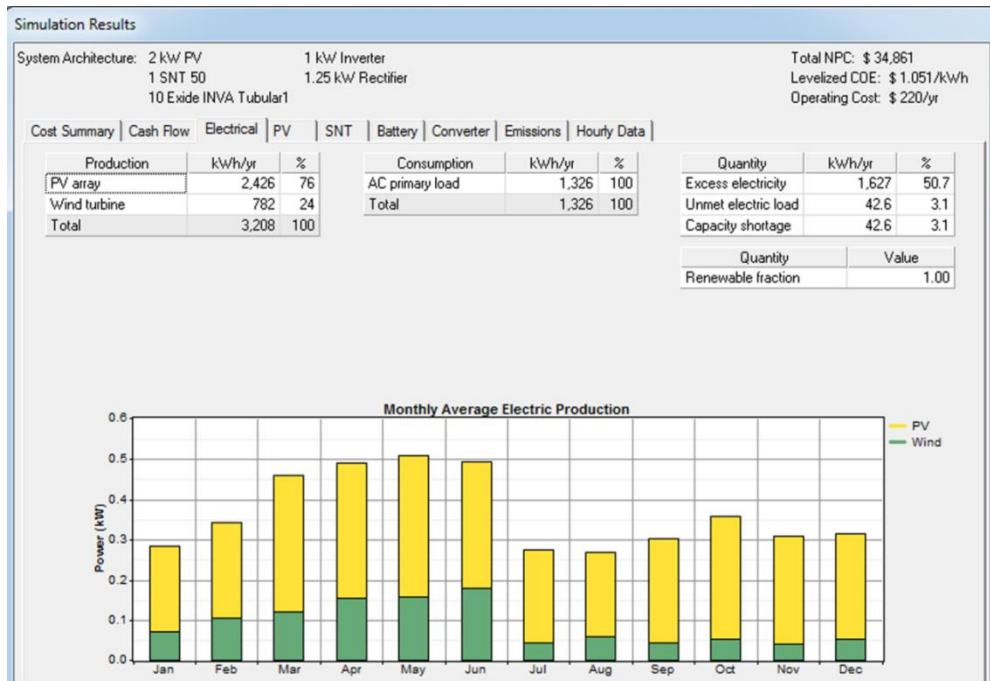 Simulation Results
System Architecture: 2 kW PV 1 kW Inverter Total NPC: $ 34,861
1 SNT 50 1.25 kW Rectifier Levelized COE: $ 1.051/kWh
10 Exide INVA Tubular1 Operating Cost: $ 220/yr
Cost Summary Cash Flow Electrical PV SNT Battery Converter Emissions Hourly Data
Production kWh/yr % Consumption kWh/yr % Quantity kWh/yr %
PV array 2,426 76 AC primary load 1,326 100 Excess electricity 1,627 50.7
Wind turbine 782 24 Total 1,326 100 Unmet electric load 42.6 3.1
Total 3,208 100 Capacity shortage 42.6 3.1
Quantity Value
Renewable fraction 1.00
Monthly Average Electric Production
0.6
0.5
0.4
0.3
0.2
0.1
0.0
Power (kW)
PV
Wind
Jan Feb Mar Apr May Jun Jul Aug Sep Oct Nov Dec